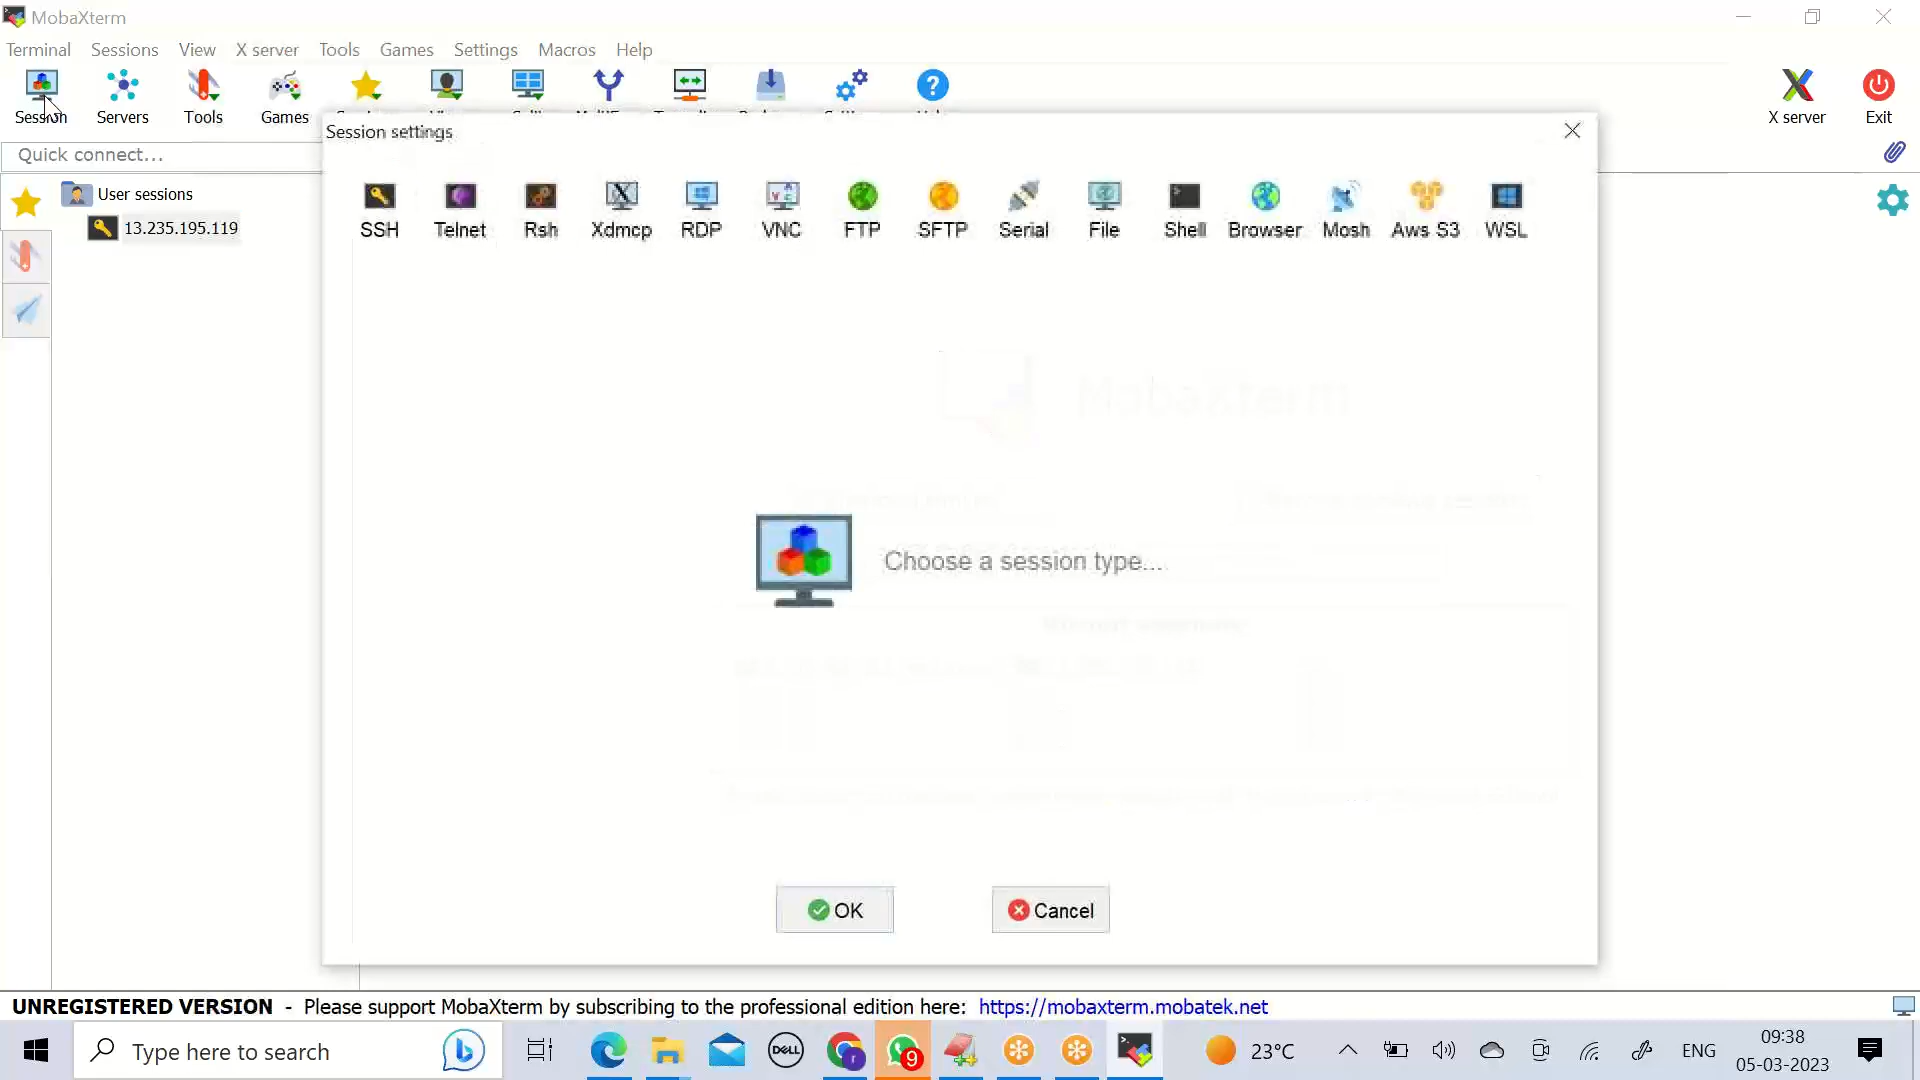 MobaXterm
Terminal Sessions View X server Tools Games Settings Macros Help
Session Servers Tools Games X server Exit
Quick connect...
Session settings
User sessions
13.235.195.119
SSH Telnet Rsh Xdmcp RDP VNC FTP SFTP Serial File Shell Browser Mosh Aws S3 WSL
MobaXterm
Choose a session type...
OK Cancel
UNREGISTERED VERSION - Please support MobaXterm by subscribing to the professional edition here: https://mobaxterm.mobatek.net
Type here to search
DELL
9
23°C
ENG
09:38
05-03-2023